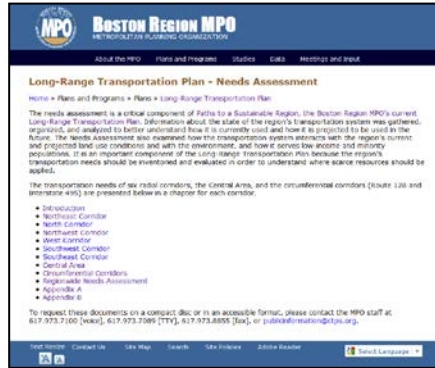 MPO
BOSTON REGION MPO
METROPOLITAN PLANNING ORGANIZATION
About the MPO Plans and Programs Studies Data Meetings and Input
Long-Range Transportation Plan - Needs Assessment
Home > Plans and Programs > Plans > Long-Range Transportation Plan
The needs assessment is a critical component of Paths to a Sustainable Region, the Boston Region MPO's current
Long-Range Transportation Plan. Information about the state of the region's transportation system was gathered,
organized, and analyzed to better understand how it is currently used and how it is projected to be used in the
future. The Needs Assessment also examined how the transportation system interacts with the region's current
and projected land use conditions and with the environment, and how it serves low-income and minority
populations. It is an important component of the Long-Range Transportation Plan because the region's
transportation needs should be inventoried and evaluated in order to understand where scarce resources should be
applied.
The transportation needs of six radial corridors, the Central Area, and the circumferential corridors (Route 128 and
Interstate 495) are presented below in a chapter for each corridor.
Introduction
Northeast Corridor
North Corridor
Northwest Corridor
West Corridor
Southwest Corridor
Southeast Corridor
Central Area
Circumferential Corridors
Regionwide Needs Assessment
Appendix A
Appendix B
To request these documents on a compact disc or in an accessible format, please contact the MPO staff at
617.973.7100 (voice), 617.973.7089 (TTY), 617.973.8855 (fax), or publicinformation@ctps.org.
Text Resize Contact Us Site Map Search Site Policies Adobe Reader
A A Select Language